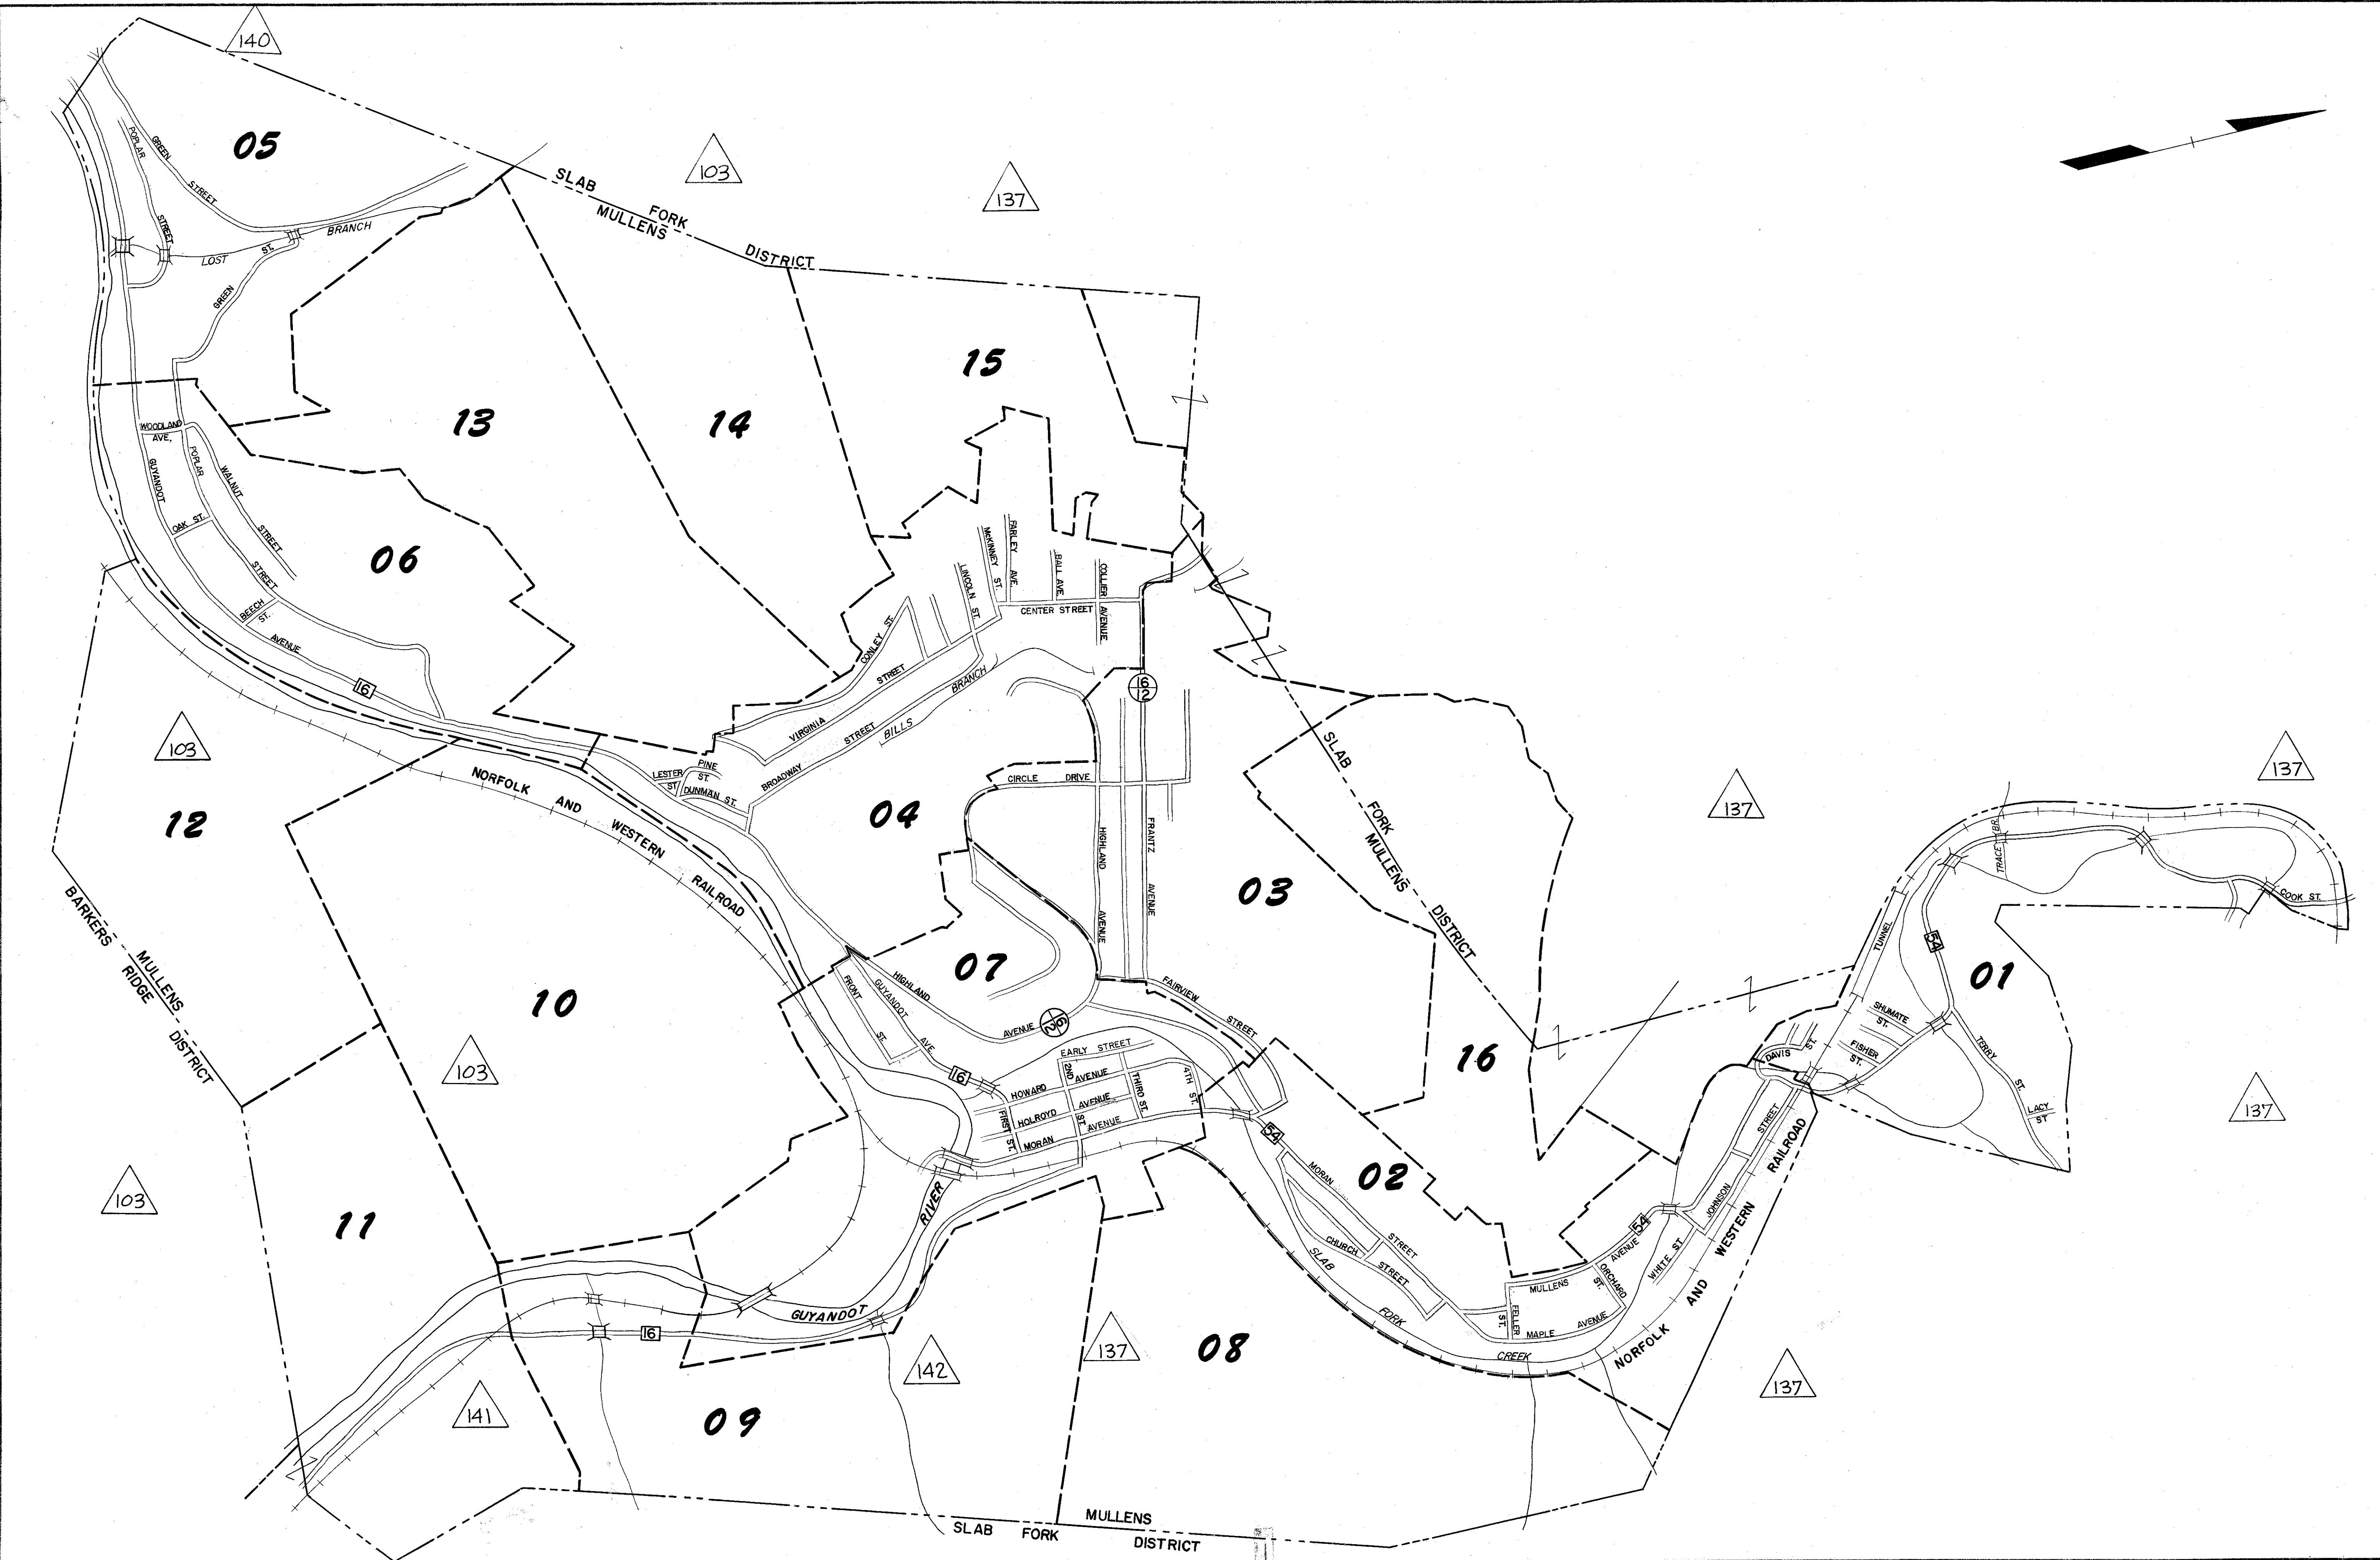 140
05
POPLAR STREET
GREEN STREET
LOST BRANCH
GREEN ST.
103
137
SLAB FORK DISTRICT
MULLENS
15
13
14
WOODLAND AVE.
GUYANDOT AVENUE
POPLAR STREET
WALNUT STREET
OAK ST.
BEECH ST.
06
16
McKINNEY ST.
FARLEY AVE.
BALL AVE.
COLLIER AVENUE
LINCOLN ST.
CENTER STREET
CONLEY ST.
VIRGINIA STREET
BROADWAY STREET
BILLS BRANCH
16
12
LESTER ST.
PINE ST.
DUNMAN ST.
CIRCLE DRIVE
103
12
NORFOLK AND WESTERN RAILROAD
04
HIGHLAND AVENUE
FRANTZ AVENUE
03
SLAB FORK DISTRICT
MULLENS
137
137
TRACE BR.
COOK ST.
TUNNEL
54
01
BARKERS RIDGE DISTRICT
MULLENS
10
07
FRONT ST.
GUYANDOT AVE.
HIGHLAND AVENUE
FAIRVIEW STREET
SHUMATE ST.
FISHER ST.
DAVIS ST.
TERRY ST.
LACY ST
137
103
16
EARLY STREET
2ND ST.
HOWARD AVENUE
HOLROYD AVENUE
MORAN AVENUE
FIRST ST.
THIRD ST.
4TH ST.
16
54
02
MORAN STREET
CHURCH STREET
SLAB FORK CREEK
JOHNSON STREET
54
WHITE ST.
MULLENS AVENUE
ORCHARD ST.
FELLER ST.
MAPLE AVENUE
NORFOLK AND WESTERN RAILROAD
103
11
GUYANDOT RIVER
16
137
08
142
137
141
09
MULLENS
SLAB FORK DISTRICT